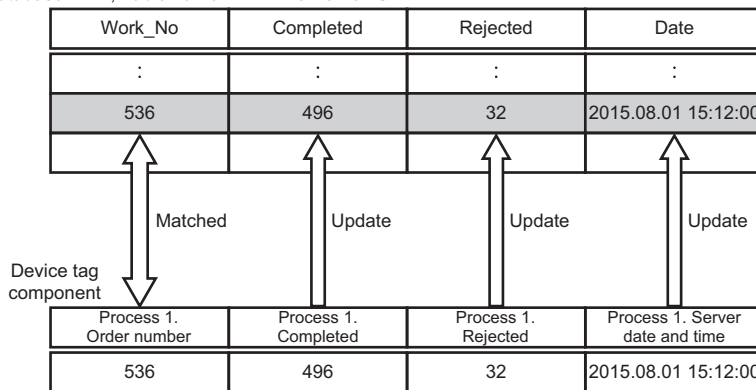 Work_No Completed Rejected Date
: : : :
536 496 32 2015.08.01 15:12:00
Matched Update Update Update
Device tag
component
Process 1. Process 1. Process 1. Process 1. Server
Order number Completed Rejected date and time
536 496 32 2015.08.01 15:12:00